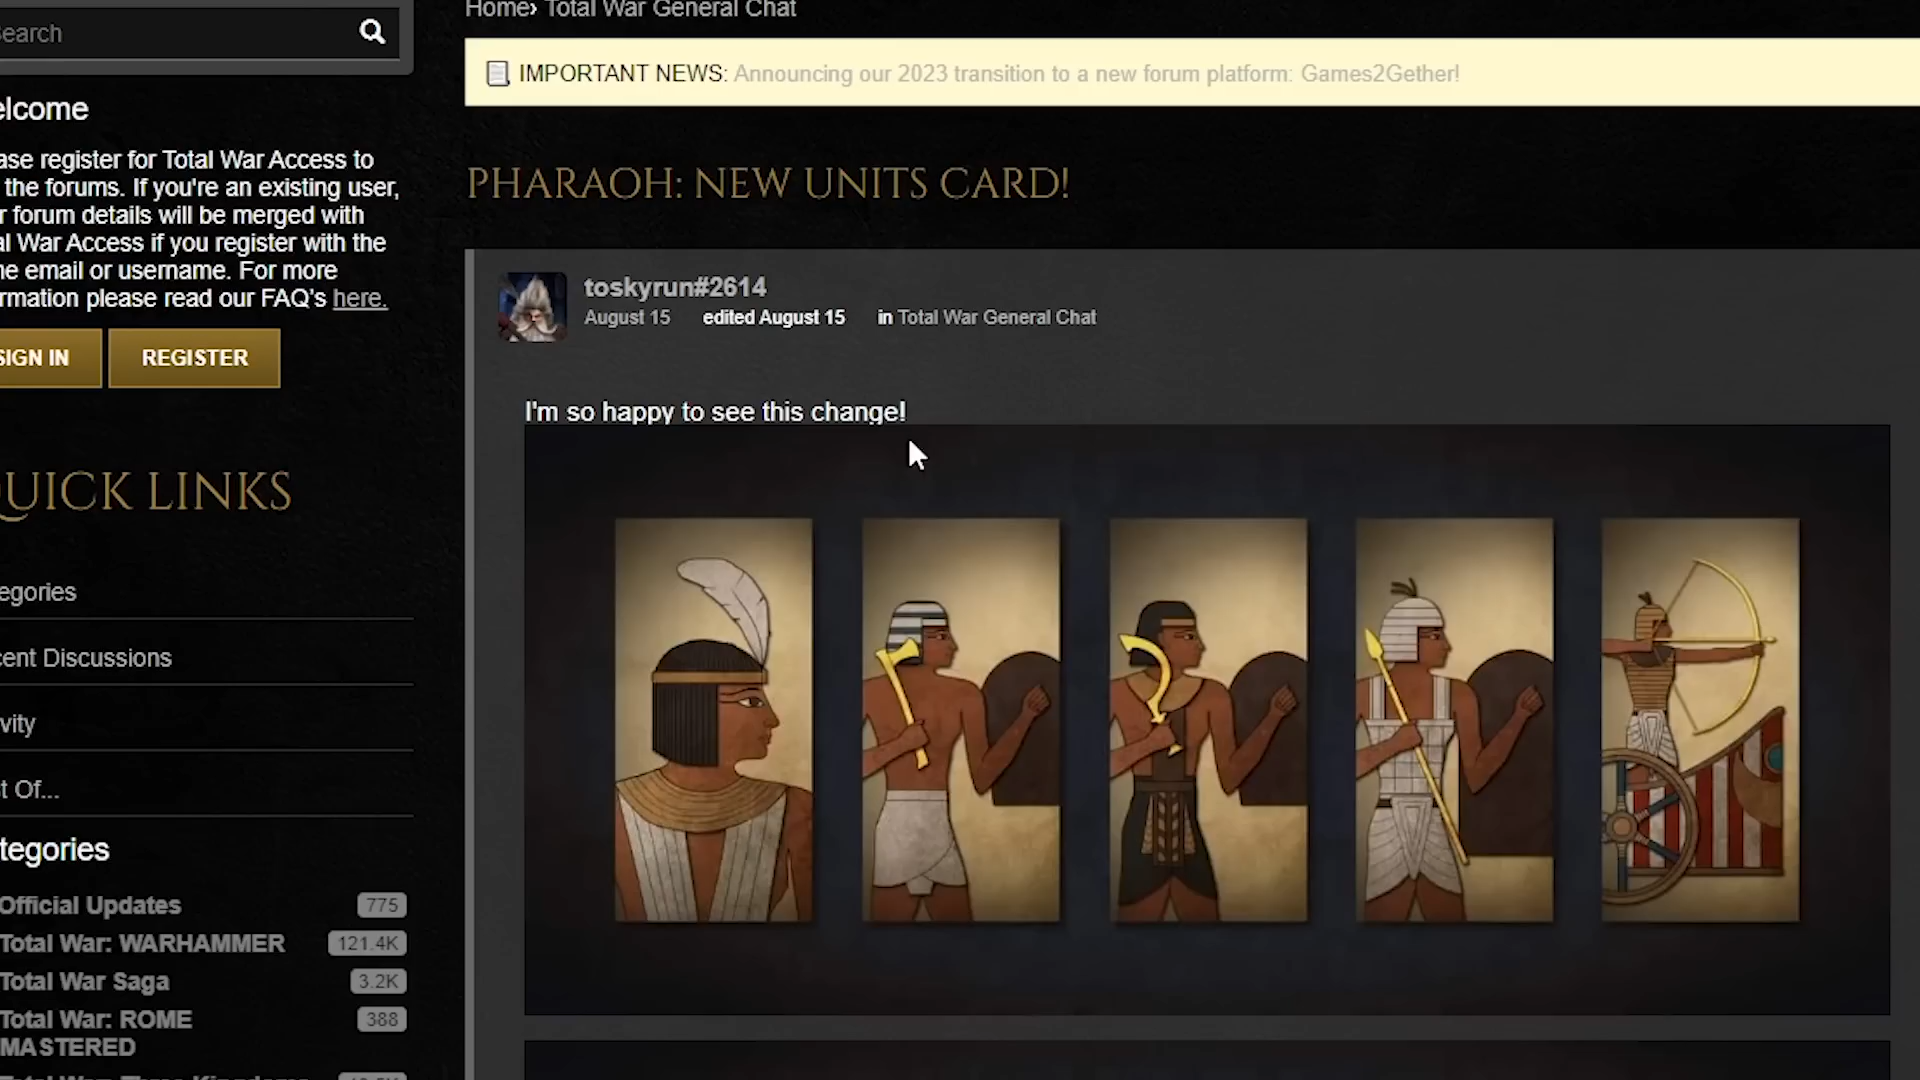 Home› Total War General Chat
earch
IMPORTANT NEWS: Announcing our 2023 transition to a new forum platform: Games2Gether!
elcome
ase register for Total War Access to
the forums. If you're an existing user,
r forum details will be merged with
al War Access if you register with the
ne email or username. For more
rmation please read our FAQ's here.
SIGN IN
REGISTER
PHARAOH: NEW UNITS CARD!
toskyrun#2614
August 15 edited August 15 in Total War General Chat
I'm so happy to see this change!
QUICK LINKS
egories
cent Discussions
ivity
t Of...
tegories
Official Updates 775
Total War: WARHAMMER 121.4K
Total War Saga 3.2K
Total War: ROME 388
MASTERED